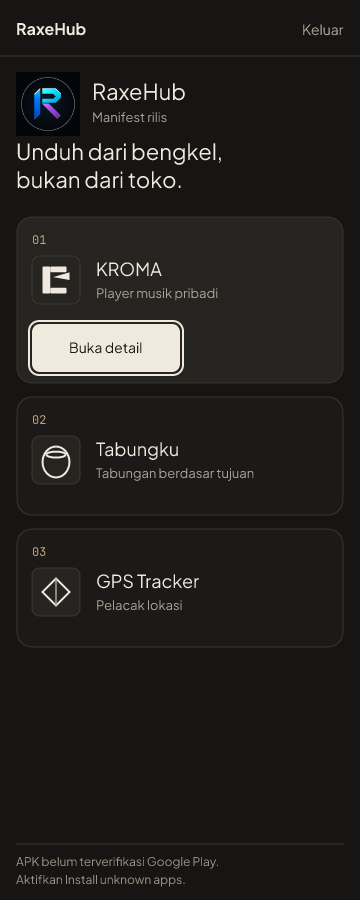 RaxeHub
Keluar
RaxeHub
Manifest rilis
Unduh dari bengkel,
bukan dari toko.
01
KROMA
Player musik pribadi
Buka detail
02
Tabungku
Tabungan berdasar tujuan
03
GPS Tracker
Pelacak lokasi
APK belum terverifikasi Google Play.
Aktifkan Install unknown apps.